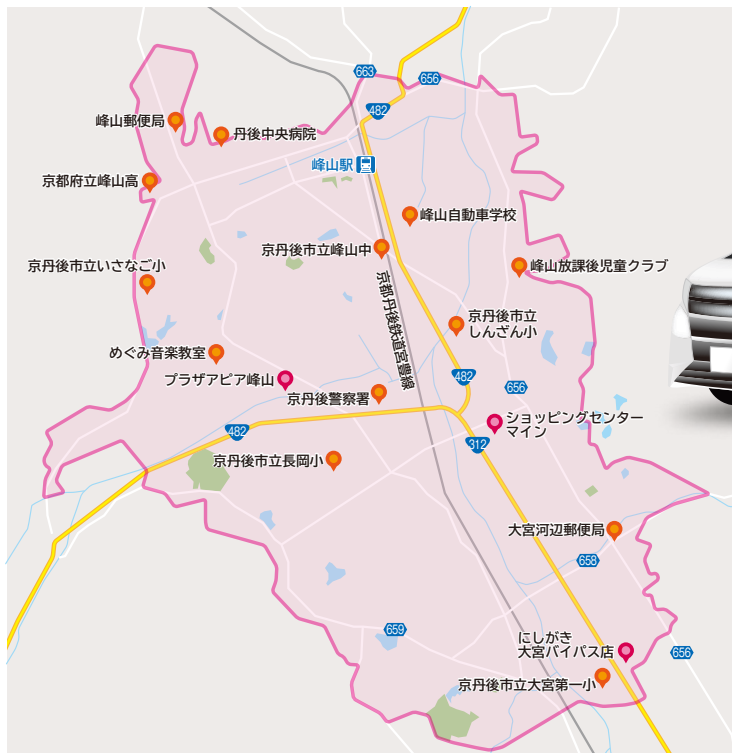 663
656
482
峰山郵便局
丹後中央病院
峰山駅
京都府立峰山高
峰山自動車学校
京丹後市立峰山中
京丹後市立いさなご小
峰山放課後児童クラブ
京都丹後鉄道宮豊線
京丹後市立
しんざん小
めぐみ音楽教室
プラザアピア峰山
482
656
京丹後警察署
ショッピングセンター
マイン
482
312
京丹後市立長岡小
大宮河辺郵便局
658
659
にしがき
大宮バイパス店
656
京丹後市立大宮第一小